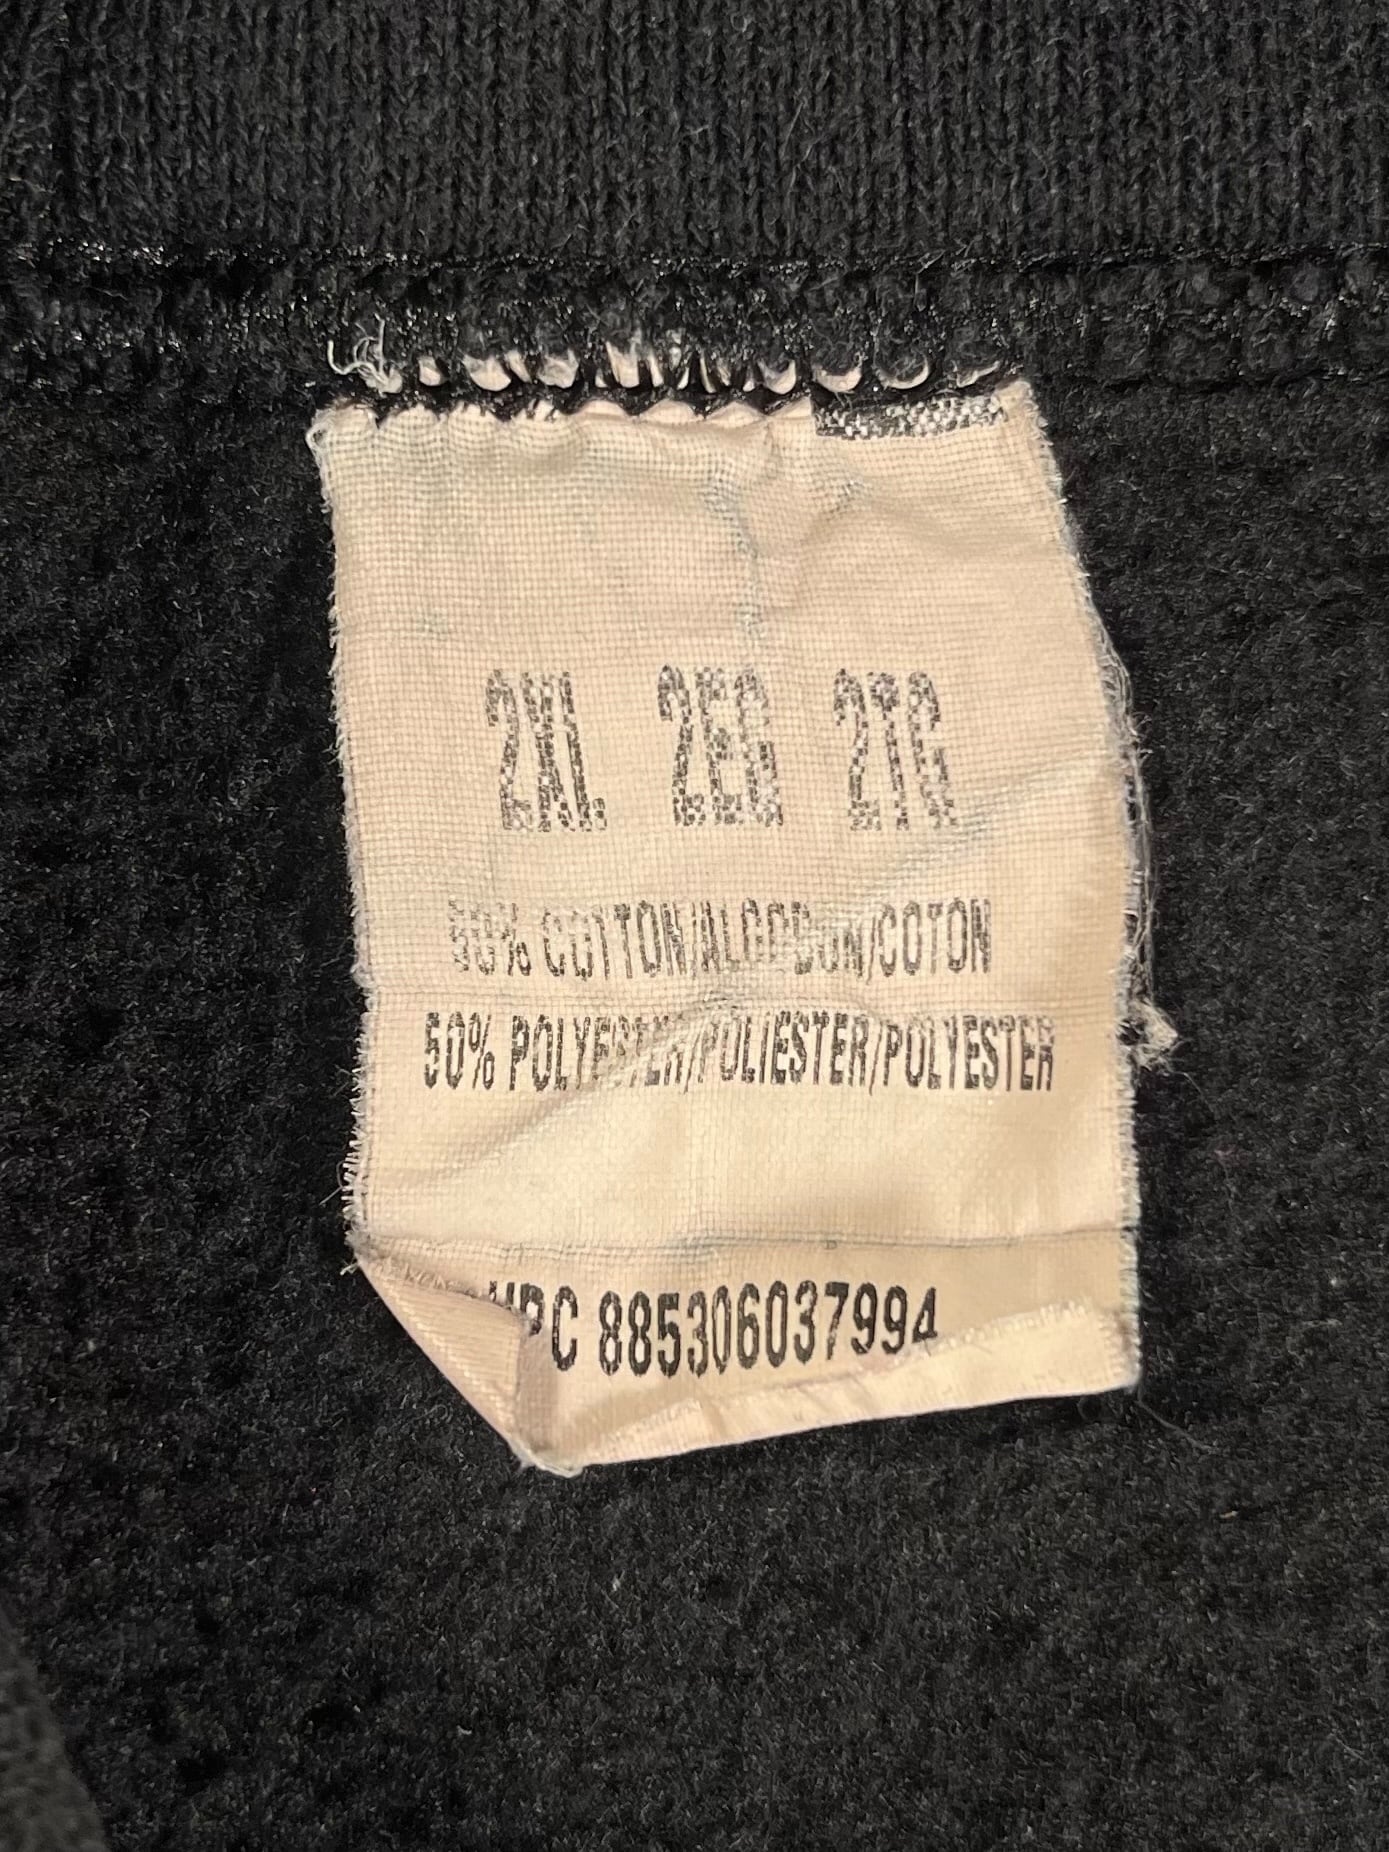 2XL 2EG 2TG
50% COTTON/ALGODON/COTON
50% POLYESTER/POLIESTER/POLYESTER
UPC 885306037994